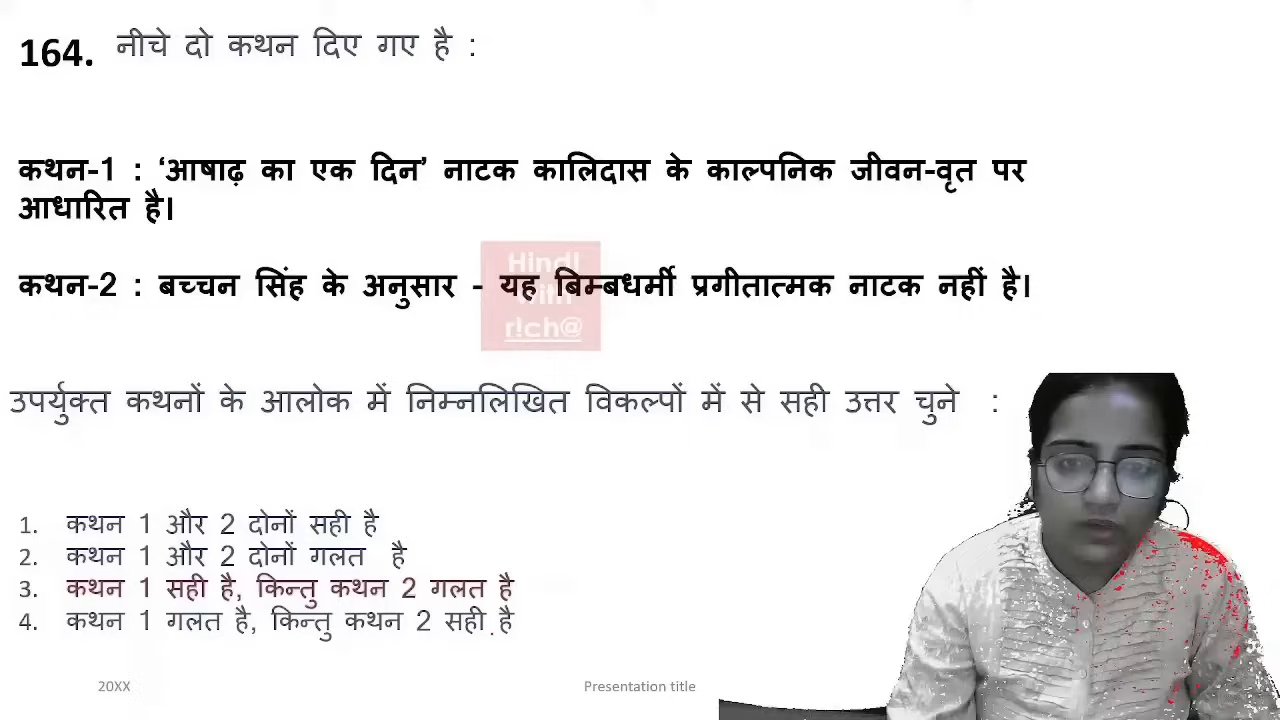 164. नीचे दो कथन दिए गए है :
कथन-1 : ‘आषाढ़ का एक दिन’ नाटक कालिदास के काल्पनिक जीवन-वृत पर
आधारित है।
कथन-2 : बच्चन सिंह के अनुसार - यह बिम्बधर्मी प्रगीतात्मक नाटक नहीं है।
Hindi
with
r!ch@
उपर्युक्त कथनों के आलोक में निम्नलिखित विकल्पों में से सही उत्तर चुने :
1. कथन 1 और 2 दोनों सही है
2. कथन 1 और 2 दोनों गलत है
3. कथन 1 सही है, किन्तु कथन 2 गलत है
4. कथन 1 गलत है, किन्तु कथन 2 सही है
20XX
Presentation title